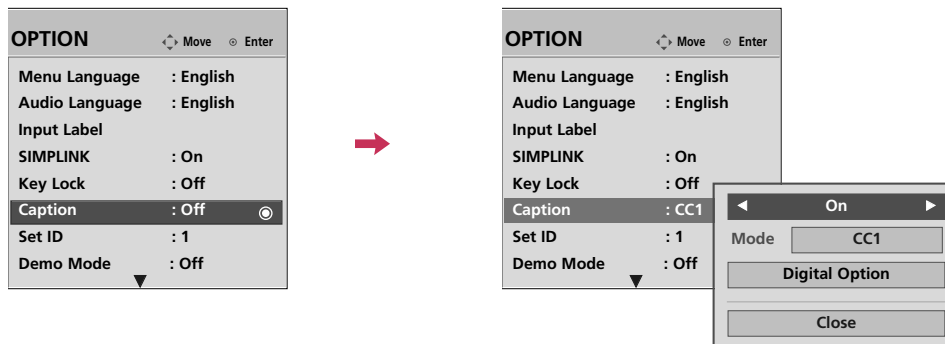 OPTION Move Enter
Menu Language : English
Audio Language : English
Input Label
SIMPLINK : On
Key Lock : Off
Caption : Off
Set ID : 1
Demo Mode : Off
OPTION Move Enter
Menu Language : English
Audio Language : English
Input Label
SIMPLINK : On
Key Lock : Off
Caption : CC1
Set ID : 1
Demo Mode : Off
On
Mode CC1
Digital Option
Close